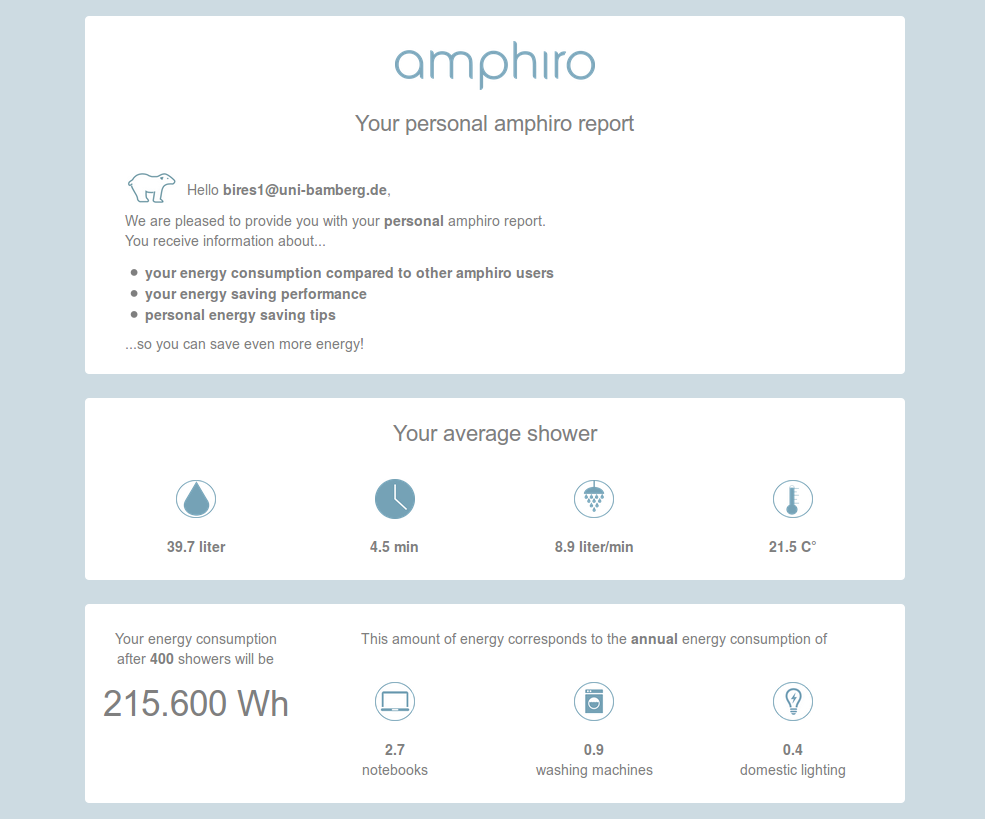 amphiro
Your personal amphiro report
Hello bires1@uni-bamberg.de,
We are pleased to provide you with your personal amphiro report.
You receive information about...
● your energy consumption compared to other amphiro users
● your energy saving performance
● personal energy saving tips
...so you can save even more energy!
Your average shower
39.7 liter
4.5 min
8.9 liter/min
21.5 C°
Your energy consumption
after 400 showers will be
215.600 Wh
This amount of energy corresponds to the annual energy consumption of
2.7
notebooks
0.9
washing machines
0.4
domestic lighting